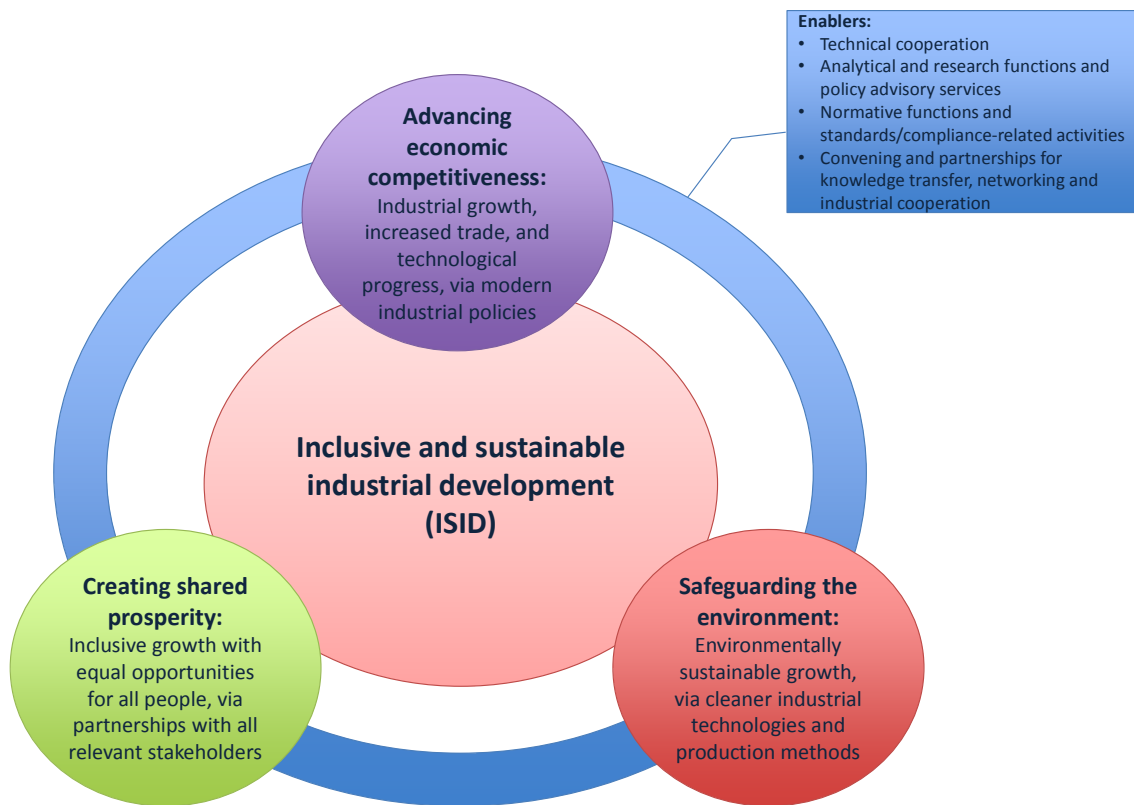 Enablers:
• Technical cooperation
• Analytical and research functions and
policy advisory services
• Normative functions and
standards/compliance-related activities
• Convening and partnerships for
knowledge transfer, networking and
industrial cooperation
Advancing
economic
competitiveness:
Industrial growth,
increased trade, and
technological
progress, via modern
industrial policies
Inclusive and sustainable
industrial development
(ISID)
Creating shared
prosperity:
Inclusive growth with
equal opportunities
for all people, via
partnerships with all
relevant stakeholders
Safeguarding the
environment:
Environmentally
sustainable growth,
via cleaner industrial
technologies and
production methods